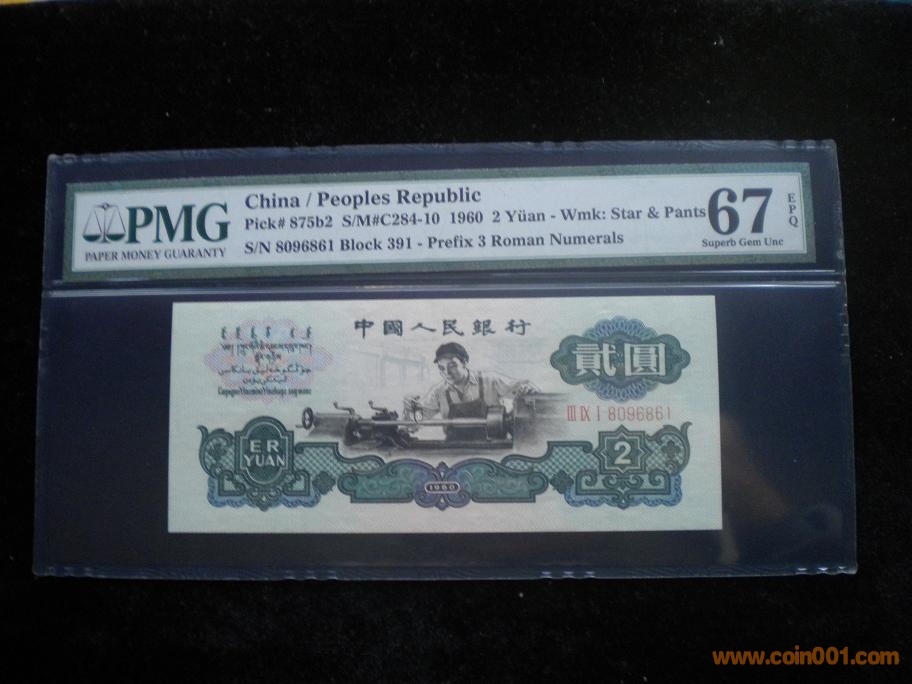 China / Peoples Republic
Pick# 875b2 S/M#C284-10 1960 2 Yüan - Wmk: Star & Pants
S/N 8096861 Block 391 - Prefix 3 Roman Numerals
PMG
PAPER MONEY GUARANTY
67
EPQ
Superb Gem Unc
中國人民銀行
貳圓
III IX I 8096861
ER
YUAN
2
1960
www.coin001.com